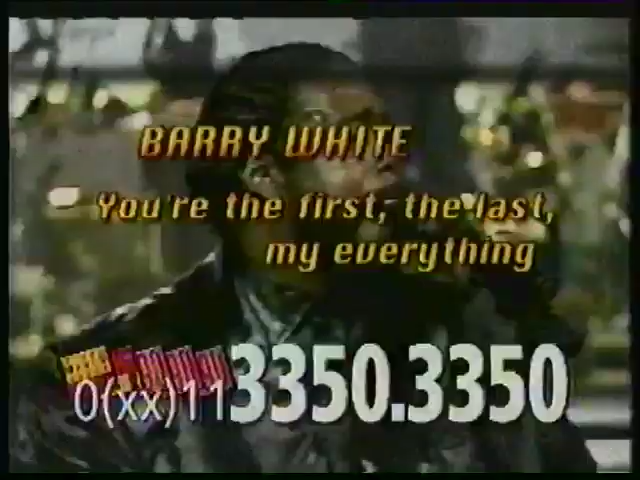 BARRY WHITE
You're the first, the last,
my everything
0(xx)11 3350.3350